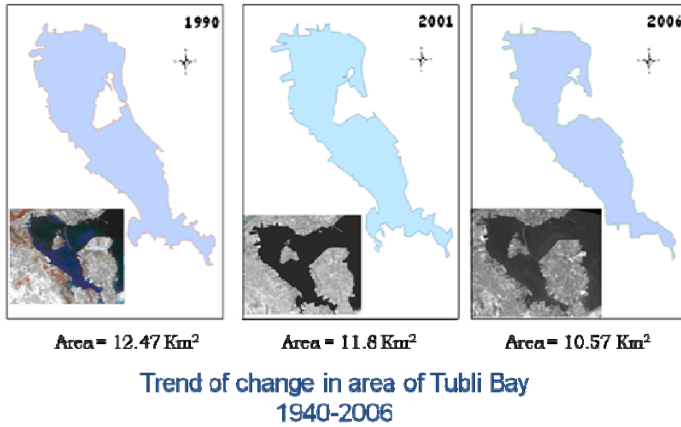 1990
2001
2006
Area = 12.47 Km²
Area = 11.8 Km²
Area = 10.57 Km²
Trend of change in area of Tubli Bay
1940-2006